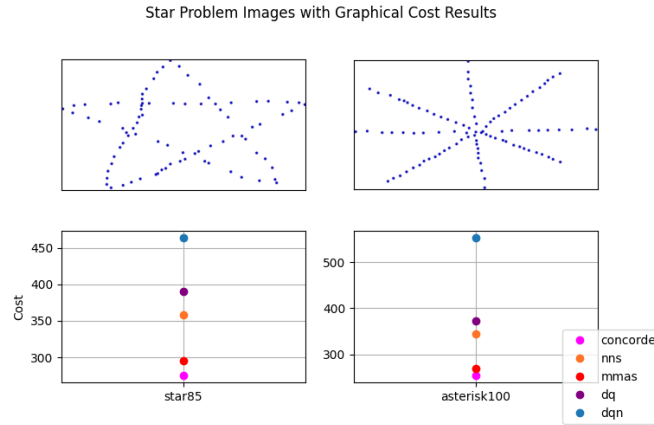 Star Problem Images with Graphical Cost Results
450
400
350
300
Cost
star85
500
400
300
asterisk100
concorde
nns
mmas
dq
dqn